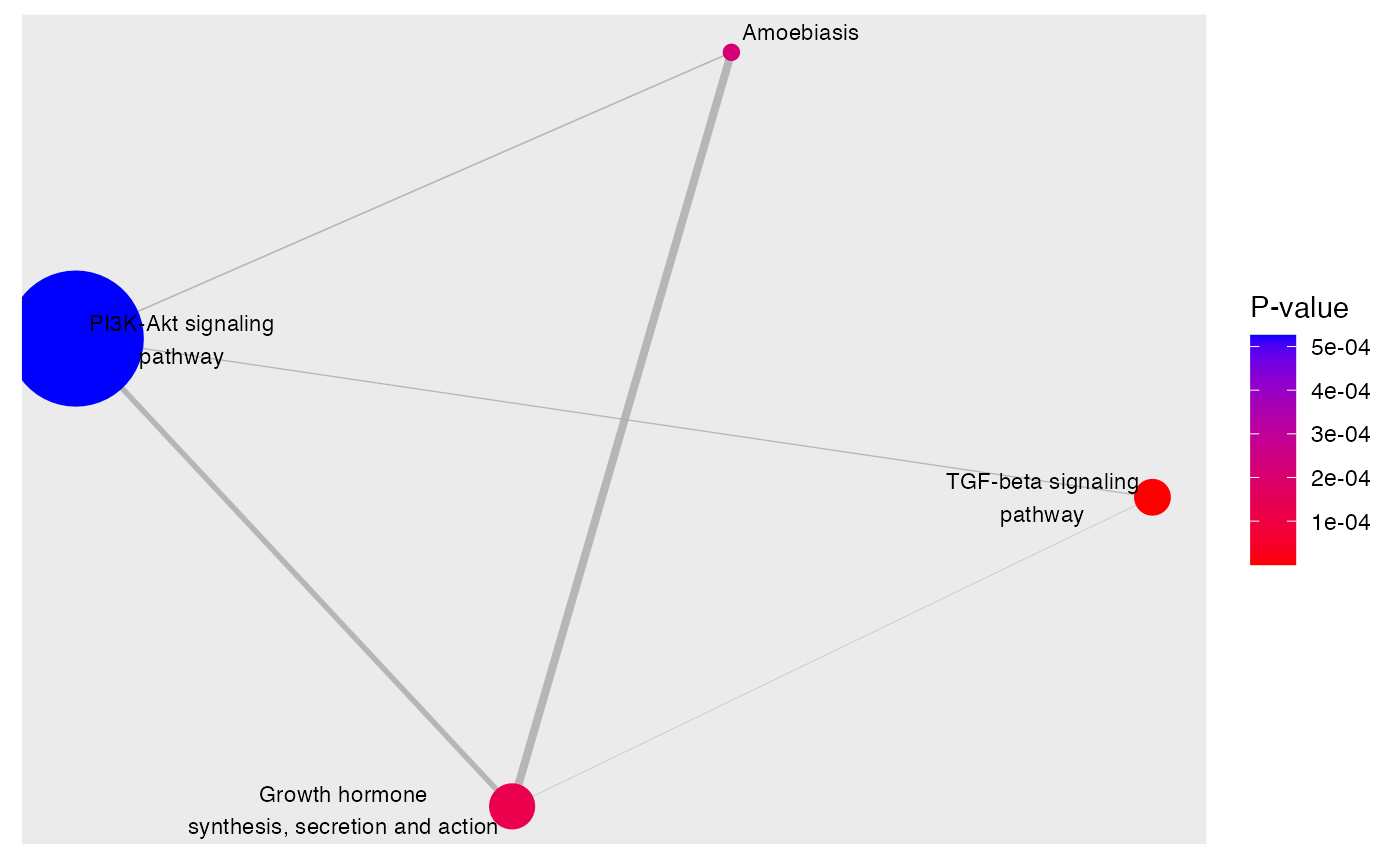 Amoebiasis
PI3K-Akt signaling
pathway
TGF-beta signaling
pathway
Growth hormone
synthesis, secretion and action
P-value
5e-04
4e-04
3e-04
2e-04
1e-04